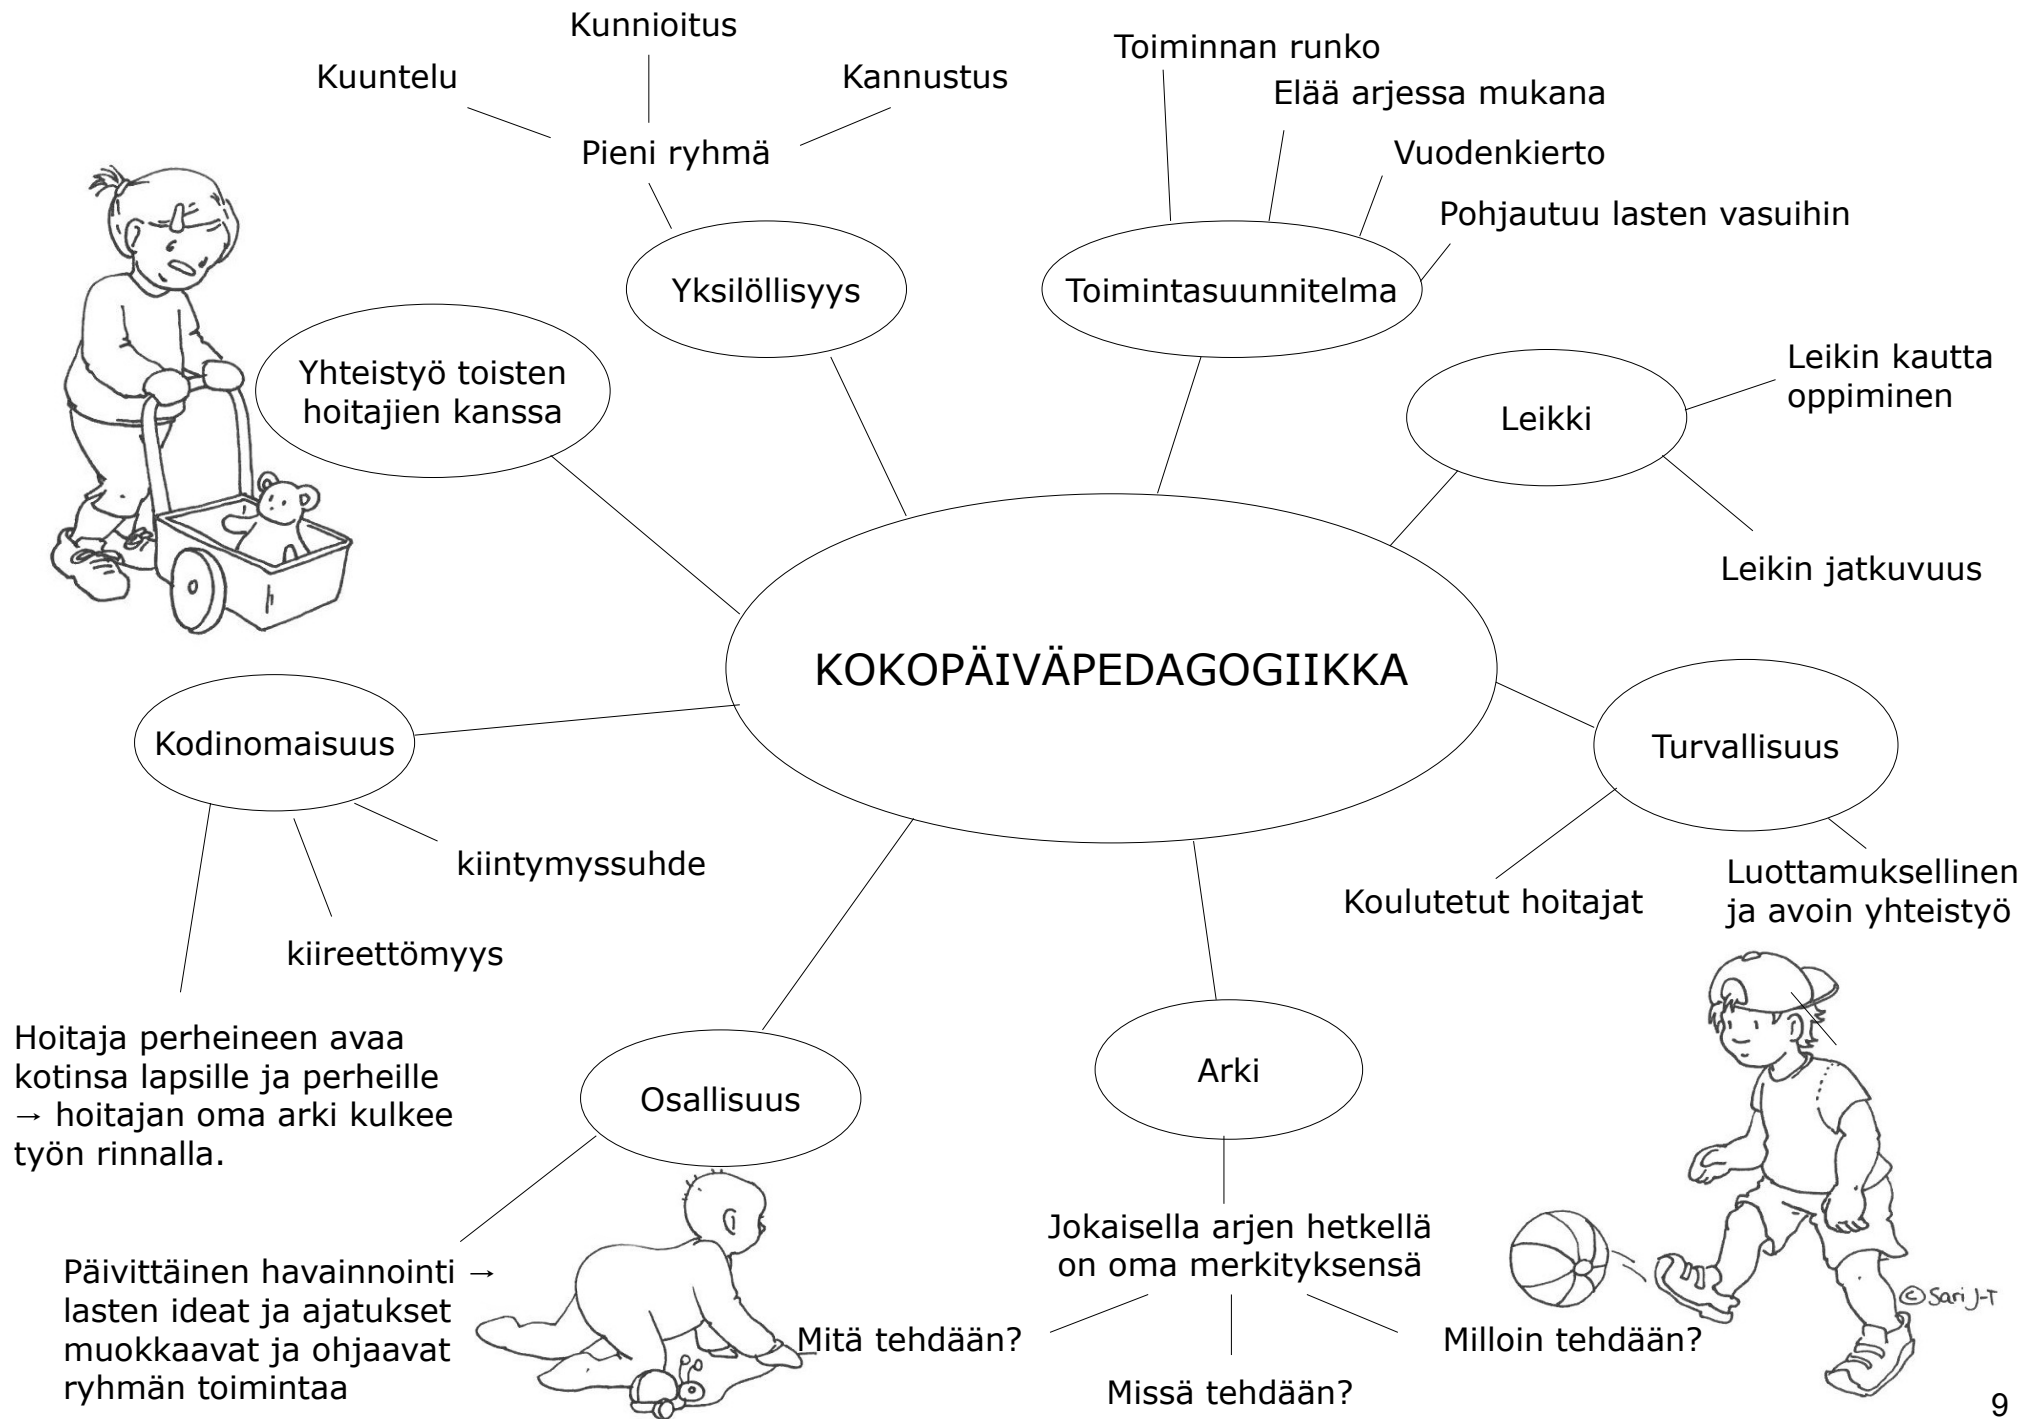 Kunnioitus
Kuuntelu
Kannustus
Pieni ryhmä
Yksilöllisyys
Toiminnan runko
Elää arjessa mukana
Vuodenkierto
Pohjautuu lasten vasuihin
Toimintasuunnitelma
Yhteistyö toisten
hoitajien kanssa
Leikki
Leikin kautta
oppiminen
Leikin jatkuvuus
KOKOPÄIVÄPEDAGOGIIKKA
Kodinomaisuus
kiintymyssuhde
kiireettömyys
Hoitaja perheineen avaa
kotinsa lapsille ja perheille
→ hoitajan oma arki kulkee
työn rinnalla.
Turvallisuus
Koulutetut hoitajat
Luottamuksellinen
ja avoin yhteistyö
Osallisuus
Päivittäinen havainnointi →
lasten ideat ja ajatukset
muokkaavat ja ohjaavat
ryhmän toimintaa
Arki
Jokaisella arjen hetkellä
on oma merkityksensä
Mitä tehdään?
Missä tehdään?
Milloin tehdään?
© Sari J-T
9